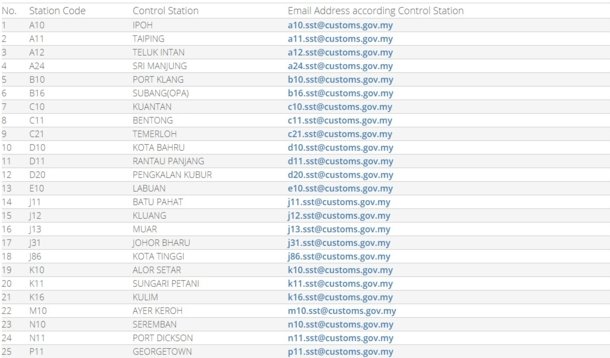 No. Station Code Control Station Email Address according Control Station
1 A10 IPOH a10.sst@customs.gov.my
2 A11 TAIPING a11.sst@customs.gov.my
3 A12 TELUK INTAN a12.sst@customs.gov.my
4 A24 SRI MANJUNG a24.sst@customs.gov.my
5 B10 PORT KLANG b10.sst@customs.gov.my
6 B16 SUBANG(OPA) b16.sst@customs.gov.my
7 C10 KUANTAN c10.sst@customs.gov.my
8 C11 BENTONG c11.sst@customs.gov.my
9 C21 TEMERLOH c21.sst@customs.gov.my
10 D10 KOTA BAHRU d10.sst@customs.gov.my
11 D11 RANTAU PANJANG d11.sst@customs.gov.my
12 D20 PENGKALAN KUBUR d20.sst@customs.gov.my
13 E10 LABUAN e10.sst@customs.gov.my
14 J11 BATU PAHAT j11.sst@customs.gov.my
15 J12 KLUANG j12.sst@customs.gov.my
16 J13 MUAR j13.sst@customs.gov.my
17 J31 JOHOR BHARU j31.sst@customs.gov.my
18 J86 KOTA TINGGI j86.sst@customs.gov.my
19 K10 ALOR SETAR k10.sst@customs.gov.my
20 K11 SUNGARI PETANI k11.sst@customs.gov.my
21 K16 KULIM k16.sst@customs.gov.my
22 M10 AYER KEROH m10.sst@customs.gov.my
23 N10 SEREMBAN n10.sst@customs.gov.my
24 N11 PORT DICKSON n11.sst@customs.gov.my
25 P11 GEORGETOWN p11.sst@customs.gov.my